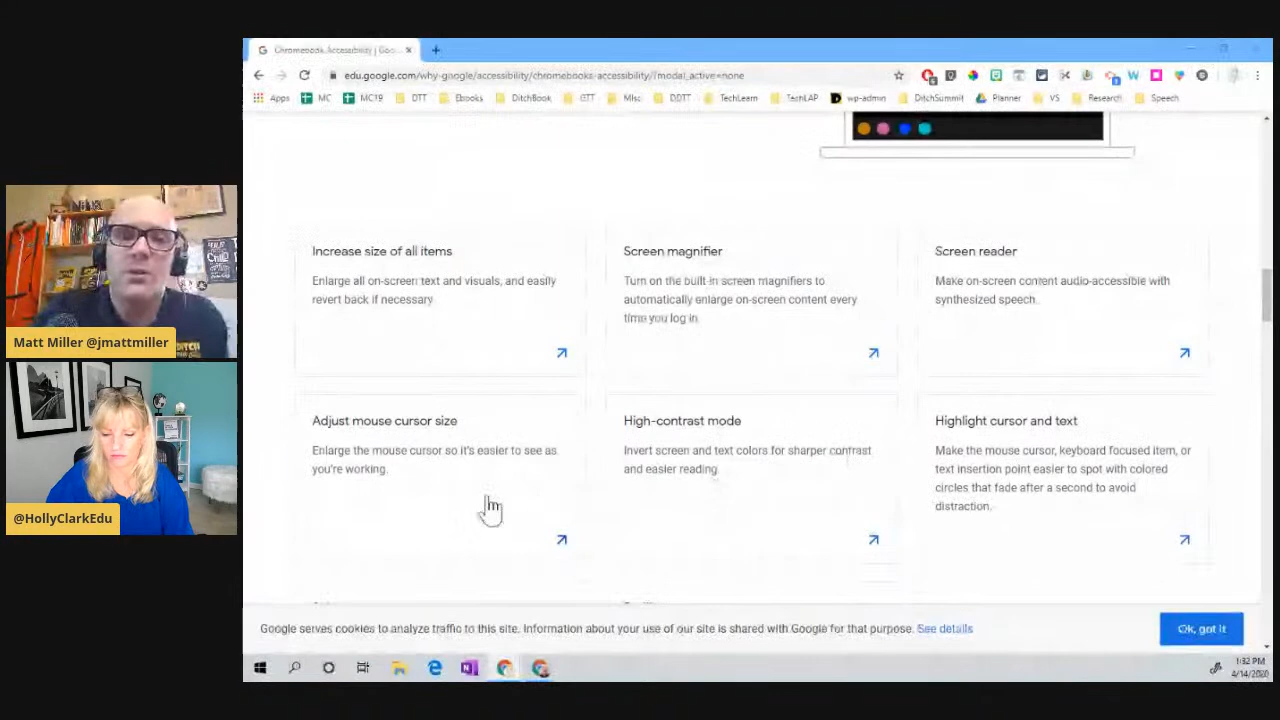 Chromebook Accessibility | Goo...
edu.google.com/why-google/accessibility/chromebooks-accessibility/?modal_active=none
Apps MC MC19 DTT Ebooks DitchBook GTT Misc DDTT TechLearn TechLAP wp-admin DitchSummit Planner VS Research Speech
Increase size of all items
Enlarge all on-screen text and visuals, and easily
revert back if necessary.
Screen magnifier
Turn on the built-in screen magnifiers to
automatically enlarge on-screen content every
time you log in.
Screen reader
Make on-screen content audio-accessible with
synthesized speech.
Adjust mouse cursor size
Enlarge the mouse cursor so it's easier to see as
you're working.
High-contrast mode
Invert screen and text colors for sharper contrast
and easier reading.
Highlight cursor and text
Make the mouse cursor, keyboard focused item, or
text insertion point easier to spot with colored
circles that fade after a second to avoid
distraction.
Google serves cookies to analyze traffic to this site. Information about your use of our site is shared with Google for that purpose. See details
Ok, got it
1:32 PM
4/14/2020
Matt Miller @jmattmiller
@HollyClarkEdu